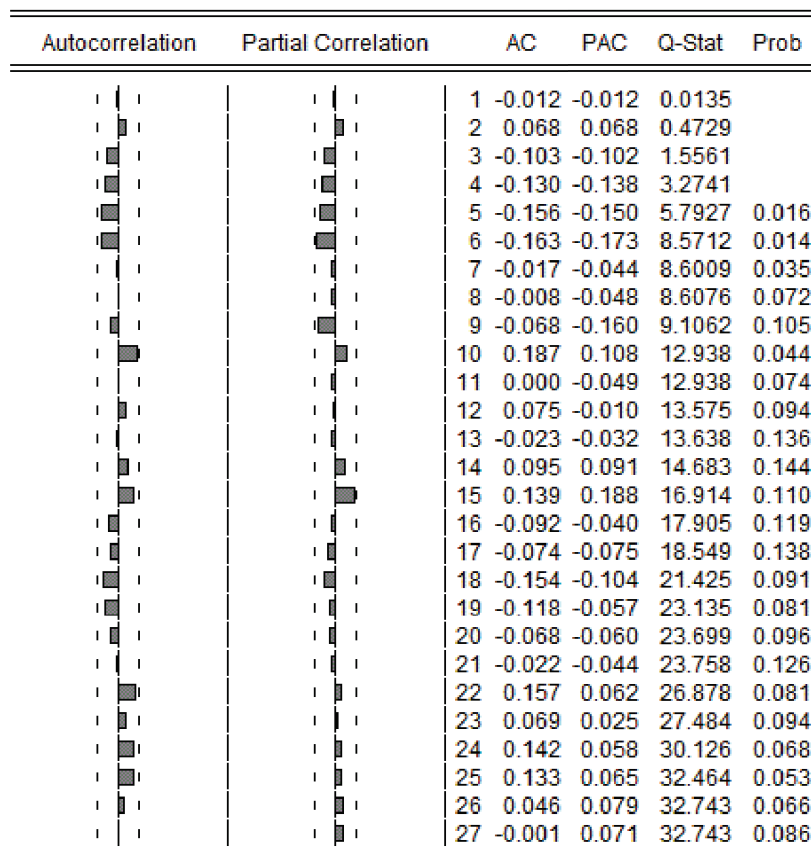 Autocorrelation Partial Correlation AC PAC Q-Stat Prob
1 -0.012 -0.012 0.0135
2 0.068 0.068 0.4729
3 -0.103 -0.102 1.5561
4 -0.130 -0.138 3.2741
5 -0.156 -0.150 5.7927 0.016
6 -0.163 -0.173 8.5712 0.014
7 -0.017 -0.044 8.6009 0.035
8 -0.008 -0.048 8.6076 0.072
9 -0.068 -0.160 9.1062 0.105
10 0.187 0.108 12.938 0.044
11 0.000 -0.049 12.938 0.074
12 0.075 -0.010 13.575 0.094
13 -0.023 -0.032 13.638 0.136
14 0.095 0.091 14.683 0.144
15 0.139 0.188 16.914 0.110
16 -0.092 -0.040 17.905 0.119
17 -0.074 -0.075 18.549 0.138
18 -0.154 -0.104 21.425 0.091
19 -0.118 -0.057 23.135 0.081
20 -0.068 -0.060 23.699 0.096
21 -0.022 -0.044 23.758 0.126
22 0.157 0.062 26.878 0.081
23 0.069 0.025 27.484 0.094
24 0.142 0.058 30.126 0.068
25 0.133 0.065 32.464 0.053
26 0.046 0.079 32.743 0.066
27 -0.001 0.071 32.743 0.086